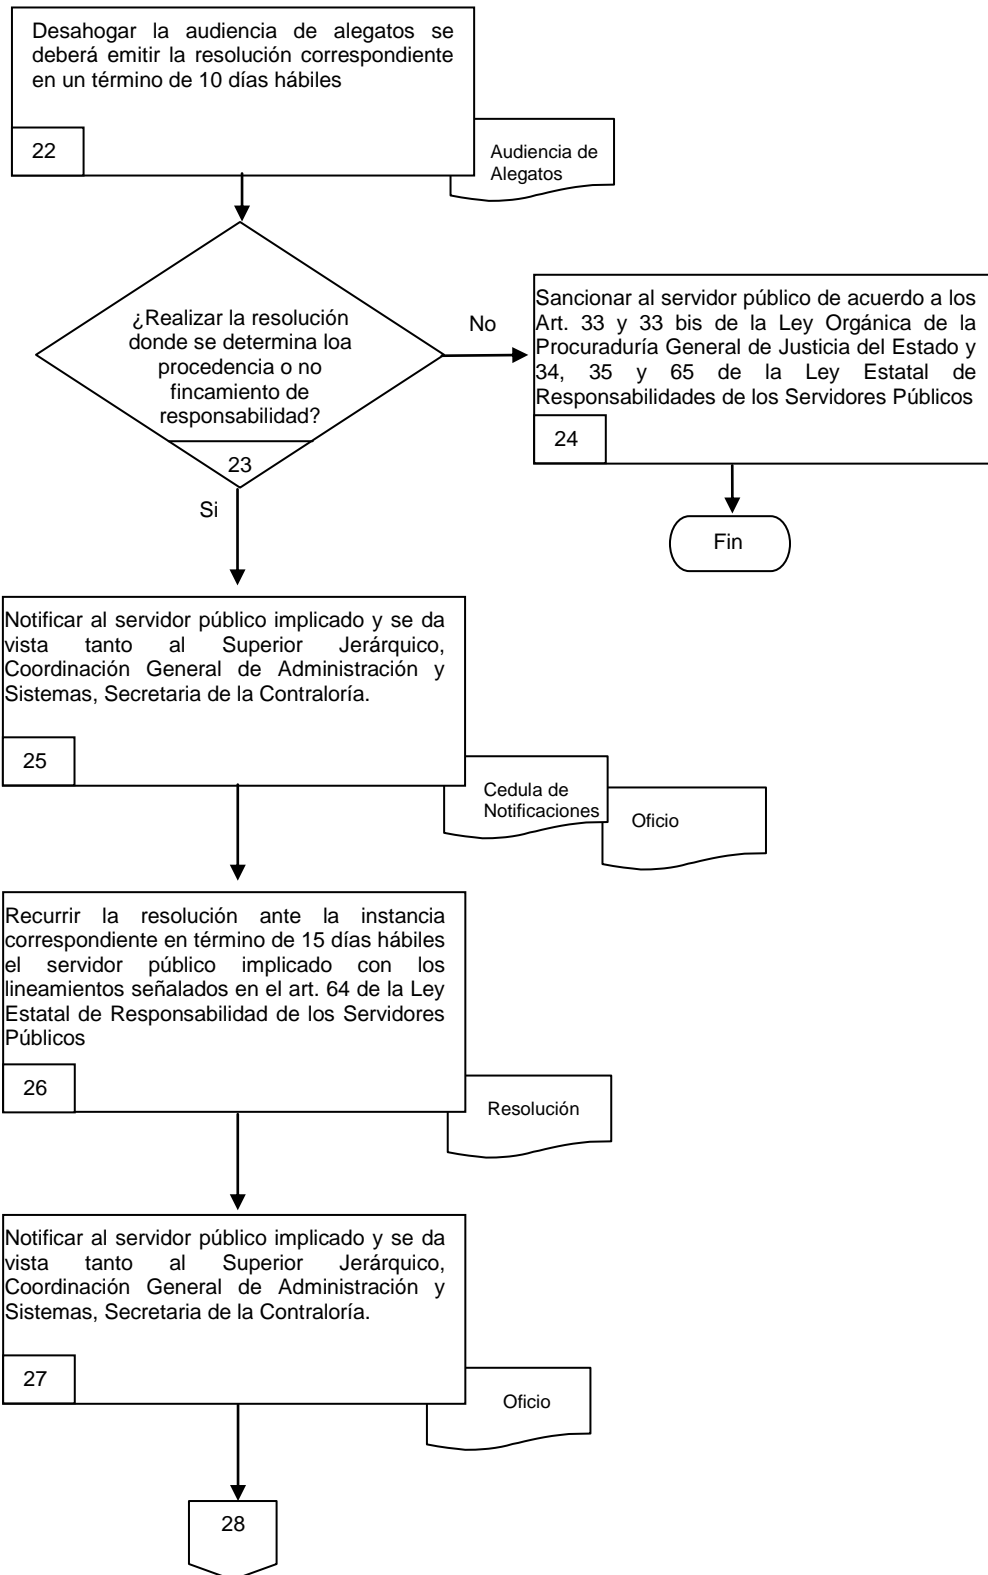 Desahogar la audiencia de alegatos se
deberá emitir la resolución correspondiente
en un término de 10 días hábiles
22
Audiencia de
Alegatos
¿Realizar la resolución
donde se determina loa
procedencia o no
fincamiento de
responsabilidad?
23
No
Sancionar al servidor público de acuerdo a los
Art. 33 y 33 bis de la Ley Orgánica de la
Procuraduría General de Justicia del Estado y
34, 35 y 65 de la Ley Estatal de
Responsabilidades de los Servidores Públicos
24
Fin
Si
Notificar al servidor público implicado y se da
vista tanto al Superior Jerárquico,
Coordinación General de Administración y
Sistemas, Secretaria de la Contraloría.
25
Cedula de
Notificaciones
Oficio
Recurrir la resolución ante la instancia
correspondiente en término de 15 días hábiles
el servidor público implicado con los
lineamientos señalados en el art. 64 de la Ley
Estatal de Responsabilidad de los Servidores
Públicos
26
Resolución
Notificar al servidor público implicado y se da
vista tanto al Superior Jerárquico,
Coordinación General de Administración y
Sistemas, Secretaria de la Contraloría.
27
Oficio
28